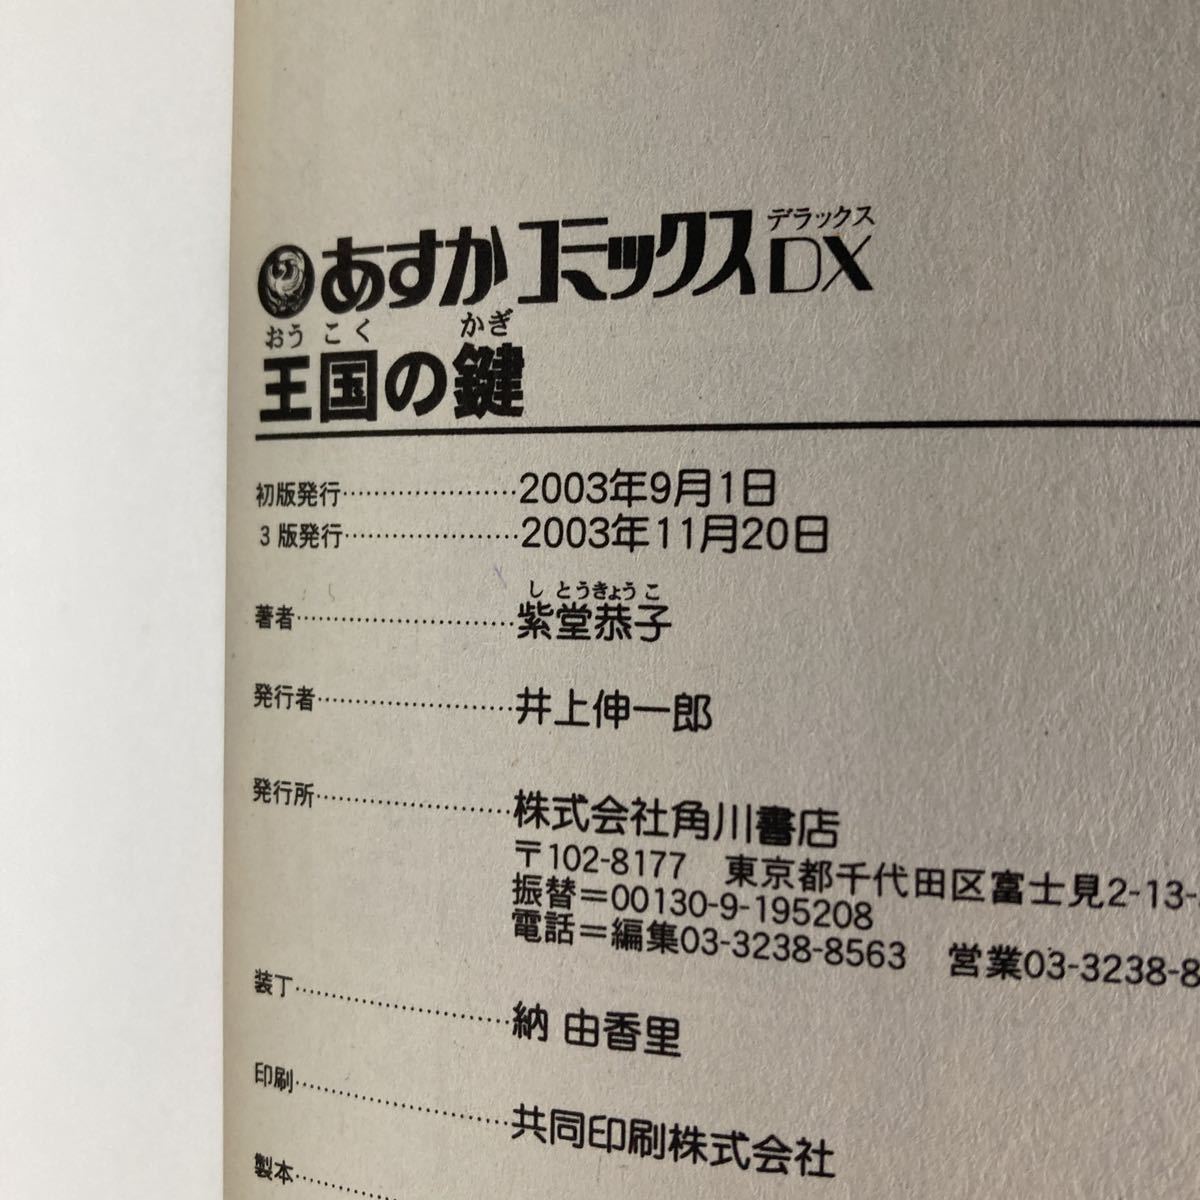 あすかコミックスDX
デラックス
おうこく かぎ
王国の鍵
初版発行…………………2003年9月1日
3版発行…………………2003年11月20日
しとうきょうこ
著者…………………紫堂恭子
発行者…………………井上伸一郎
発行所…………………株式会社角川書店
〒102-8177 東京都千代田区富士見2-13-
振替=00130-9-195208
電話=編集03-3238-8563 営業03-3238-8
装丁…………………納 由香里
印刷…………………共同印刷株式会社
製本…………………